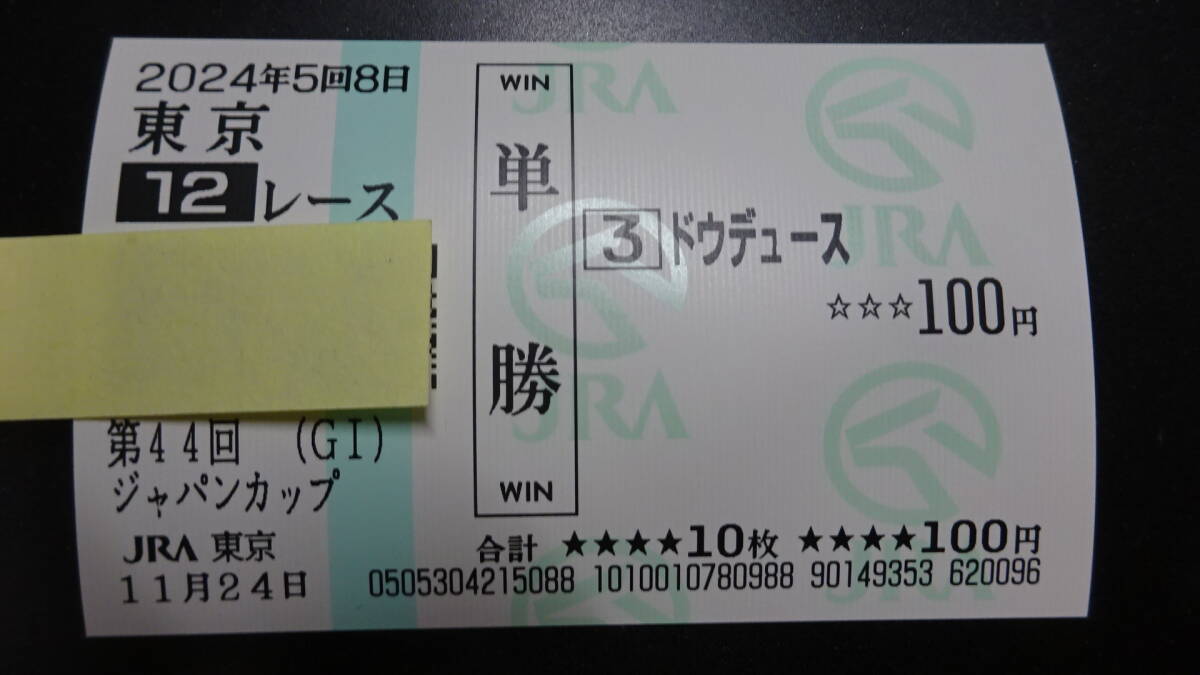 2024年5回8日
東京
12レース
第44回 (GI)
ジャパンカップ
JRA 東京
11月24日
WIN
単勝
WIN
3 ドウデュース
☆☆☆100円
合計 ★★★★10枚 ★★★★100円
0505304215088 1010010780988 90149353 620096
JRA
JRA
JRA
JRA